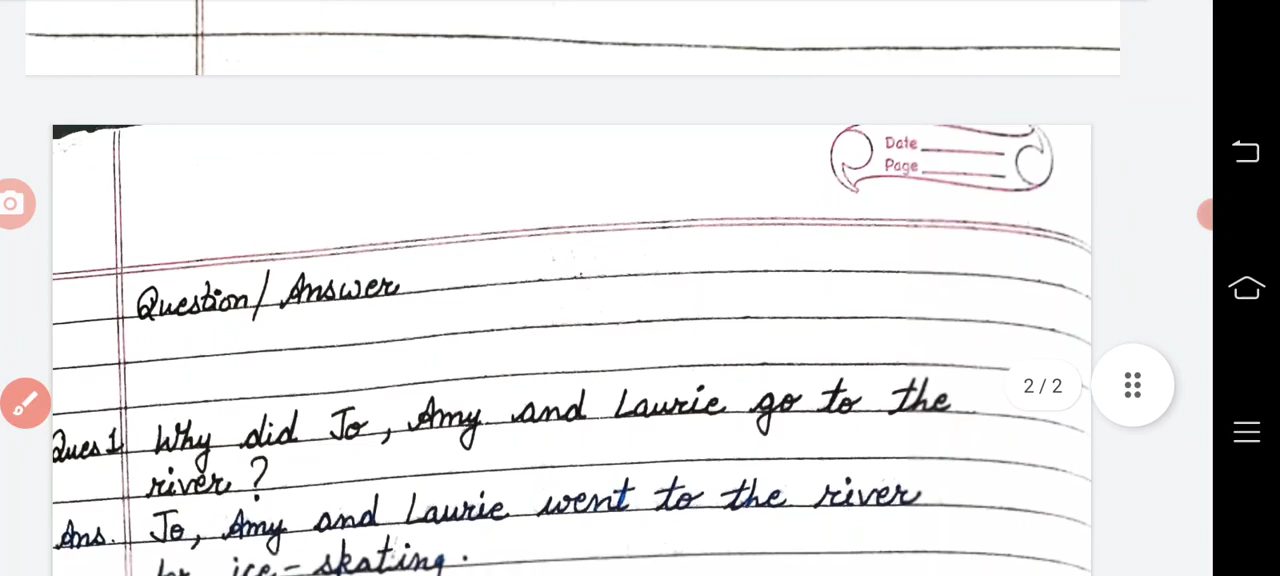 Date
Page
Question/Answer
Ques 1 Why did Jo, Amy and Laurie go to the
river?
2/2
Ans. Jo, Amy and Laurie went to the river
for ice-skating.